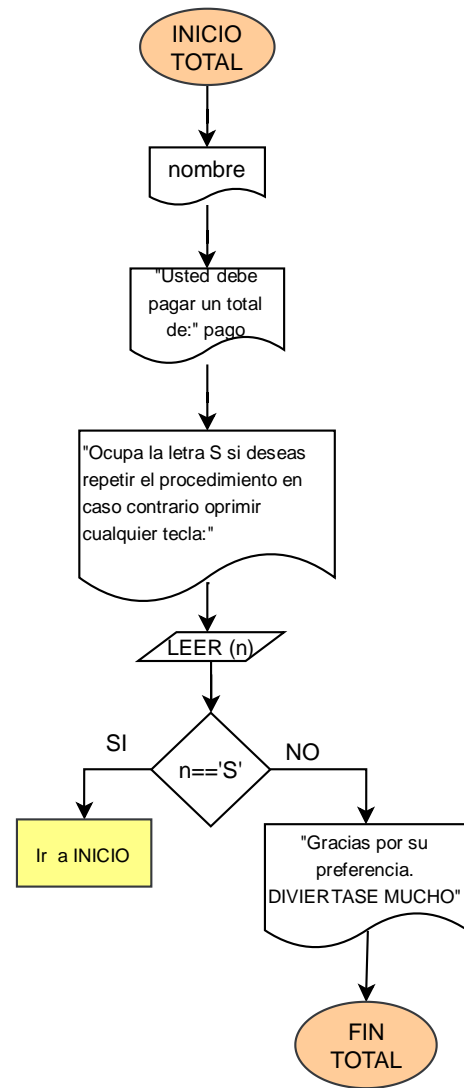 INICIO
TOTAL
nombre
"Usted debe
pagar un total
de:" pago
"Ocupa la letra S si deseas
repetir el procedimiento en
caso contrario oprimir
cualquier tecla:"
LEER (n)
n=='S'
SI
NO
Ir a INICIO
"Gracias por su
preferencia.
DIVIERTASE MUCHO"
FIN
TOTAL